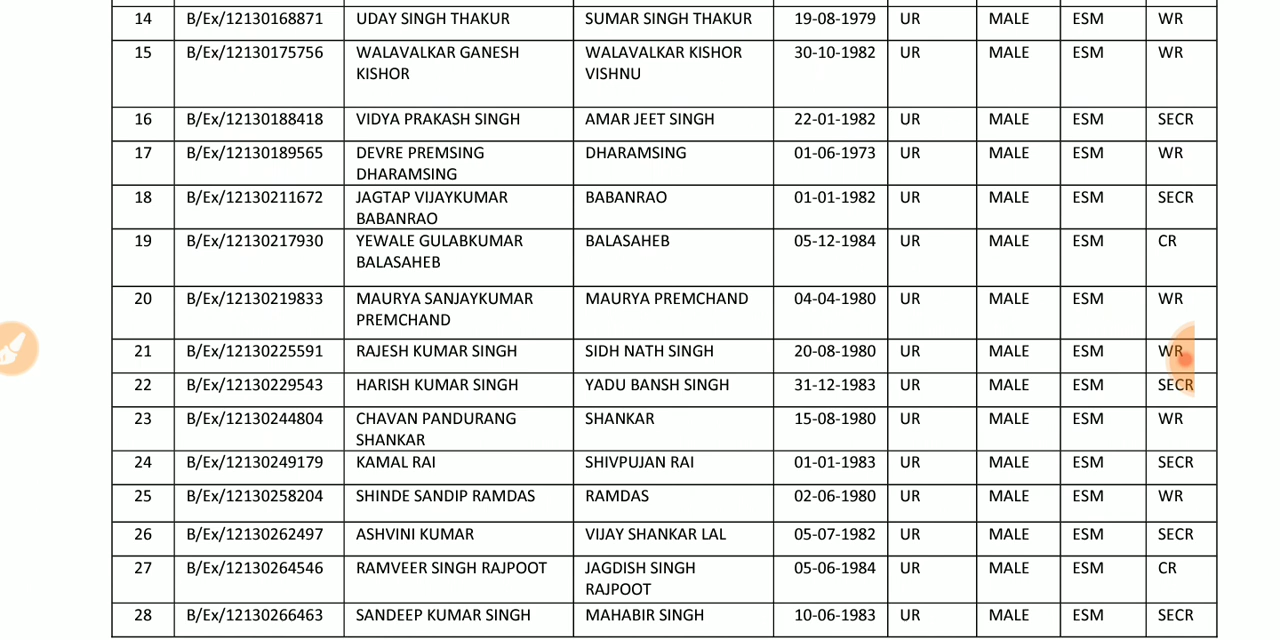 14 B/Ex/12130168871 UDAY SINGH THAKUR SUMAR SINGH THAKUR 19-08-1979 UR MALE ESM WR
15 B/Ex/12130175756 WALAVALKAR GANESH WALAVALKAR KISHOR 30-10-1982 UR MALE ESM WR
KISHOR VISHNU
16 B/Ex/12130188418 VIDYA PRAKASH SINGH AMAR JEET SINGH 22-01-1982 UR MALE ESM SECR
17 B/Ex/12130189565 DEVRE PREMSING DHARAMSING 01-06-1973 UR MALE ESM WR
DHARAMSING
18 B/Ex/12130211672 JAGTAP VIJAYKUMAR BABANRAO 01-01-1982 UR MALE ESM SECR
BABANRAO
19 B/Ex/12130217930 YEWALE GULABKUMAR BALASAHEB 05-12-1984 UR MALE ESM CR
BALASAHEB
20 B/Ex/12130219833 MAURYA SANJAYKUMAR MAURYA PREMCHAND 04-04-1980 UR MALE ESM WR
PREMCHAND
21 B/Ex/12130225591 RAJESH KUMAR SINGH SIDH NATH SINGH 20-08-1980 UR MALE ESM WR
22 B/Ex/12130229543 HARISH KUMAR SINGH YADU BANSH SINGH 31-12-1983 UR MALE ESM SECR
23 B/Ex/12130244804 CHAVAN PANDURANG SHANKAR 15-08-1980 UR MALE ESM WR
SHANKAR
24 B/Ex/12130249179 KAMAL RAI SHIVPUJAN RAI 01-01-1983 UR MALE ESM SECR
25 B/Ex/12130258204 SHINDE SANDIP RAMDAS RAMDAS 02-06-1980 UR MALE ESM WR
26 B/Ex/12130262497 ASHVINI KUMAR VIJAY SHANKAR LAL 05-07-1982 UR MALE ESM SECR
27 B/Ex/12130264546 RAMVEER SINGH RAJPOOT JAGDISH SINGH 05-06-1984 UR MALE ESM CR
RAJPOOT
28 B/Ex/12130266463 SANDEEP KUMAR SINGH MAHABIR SINGH 10-06-1983 UR MALE ESM SECR